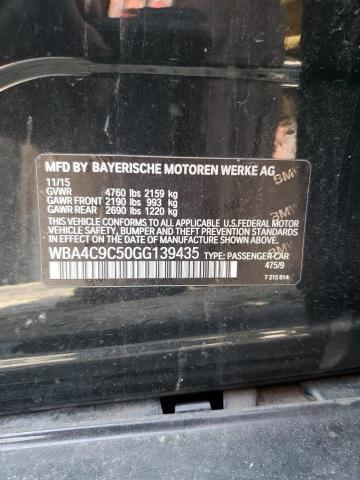 MFD BY BAYERISCHE MOTOREN WERKE AG
11/15
GVWR 4760 lbs 2159 kg
GAWR FRONT 2190 lbs 993 kg
GAWR REAR 2690 lbs 1220 kg
THIS VEHICLE CONFORMS TO ALL APPLICABLE U.S.FEDERAL MOTOR
VEHICLE SAFETY, BUMPER AND THEFT PREVENTION STANDARDS
IN EFFECT ON THE DATE OF MANUFACTURE SHOWN ABOVE.
WBA4C9C50GG139435 TYPE: PASSENGER CAR
475/9
7 315 814